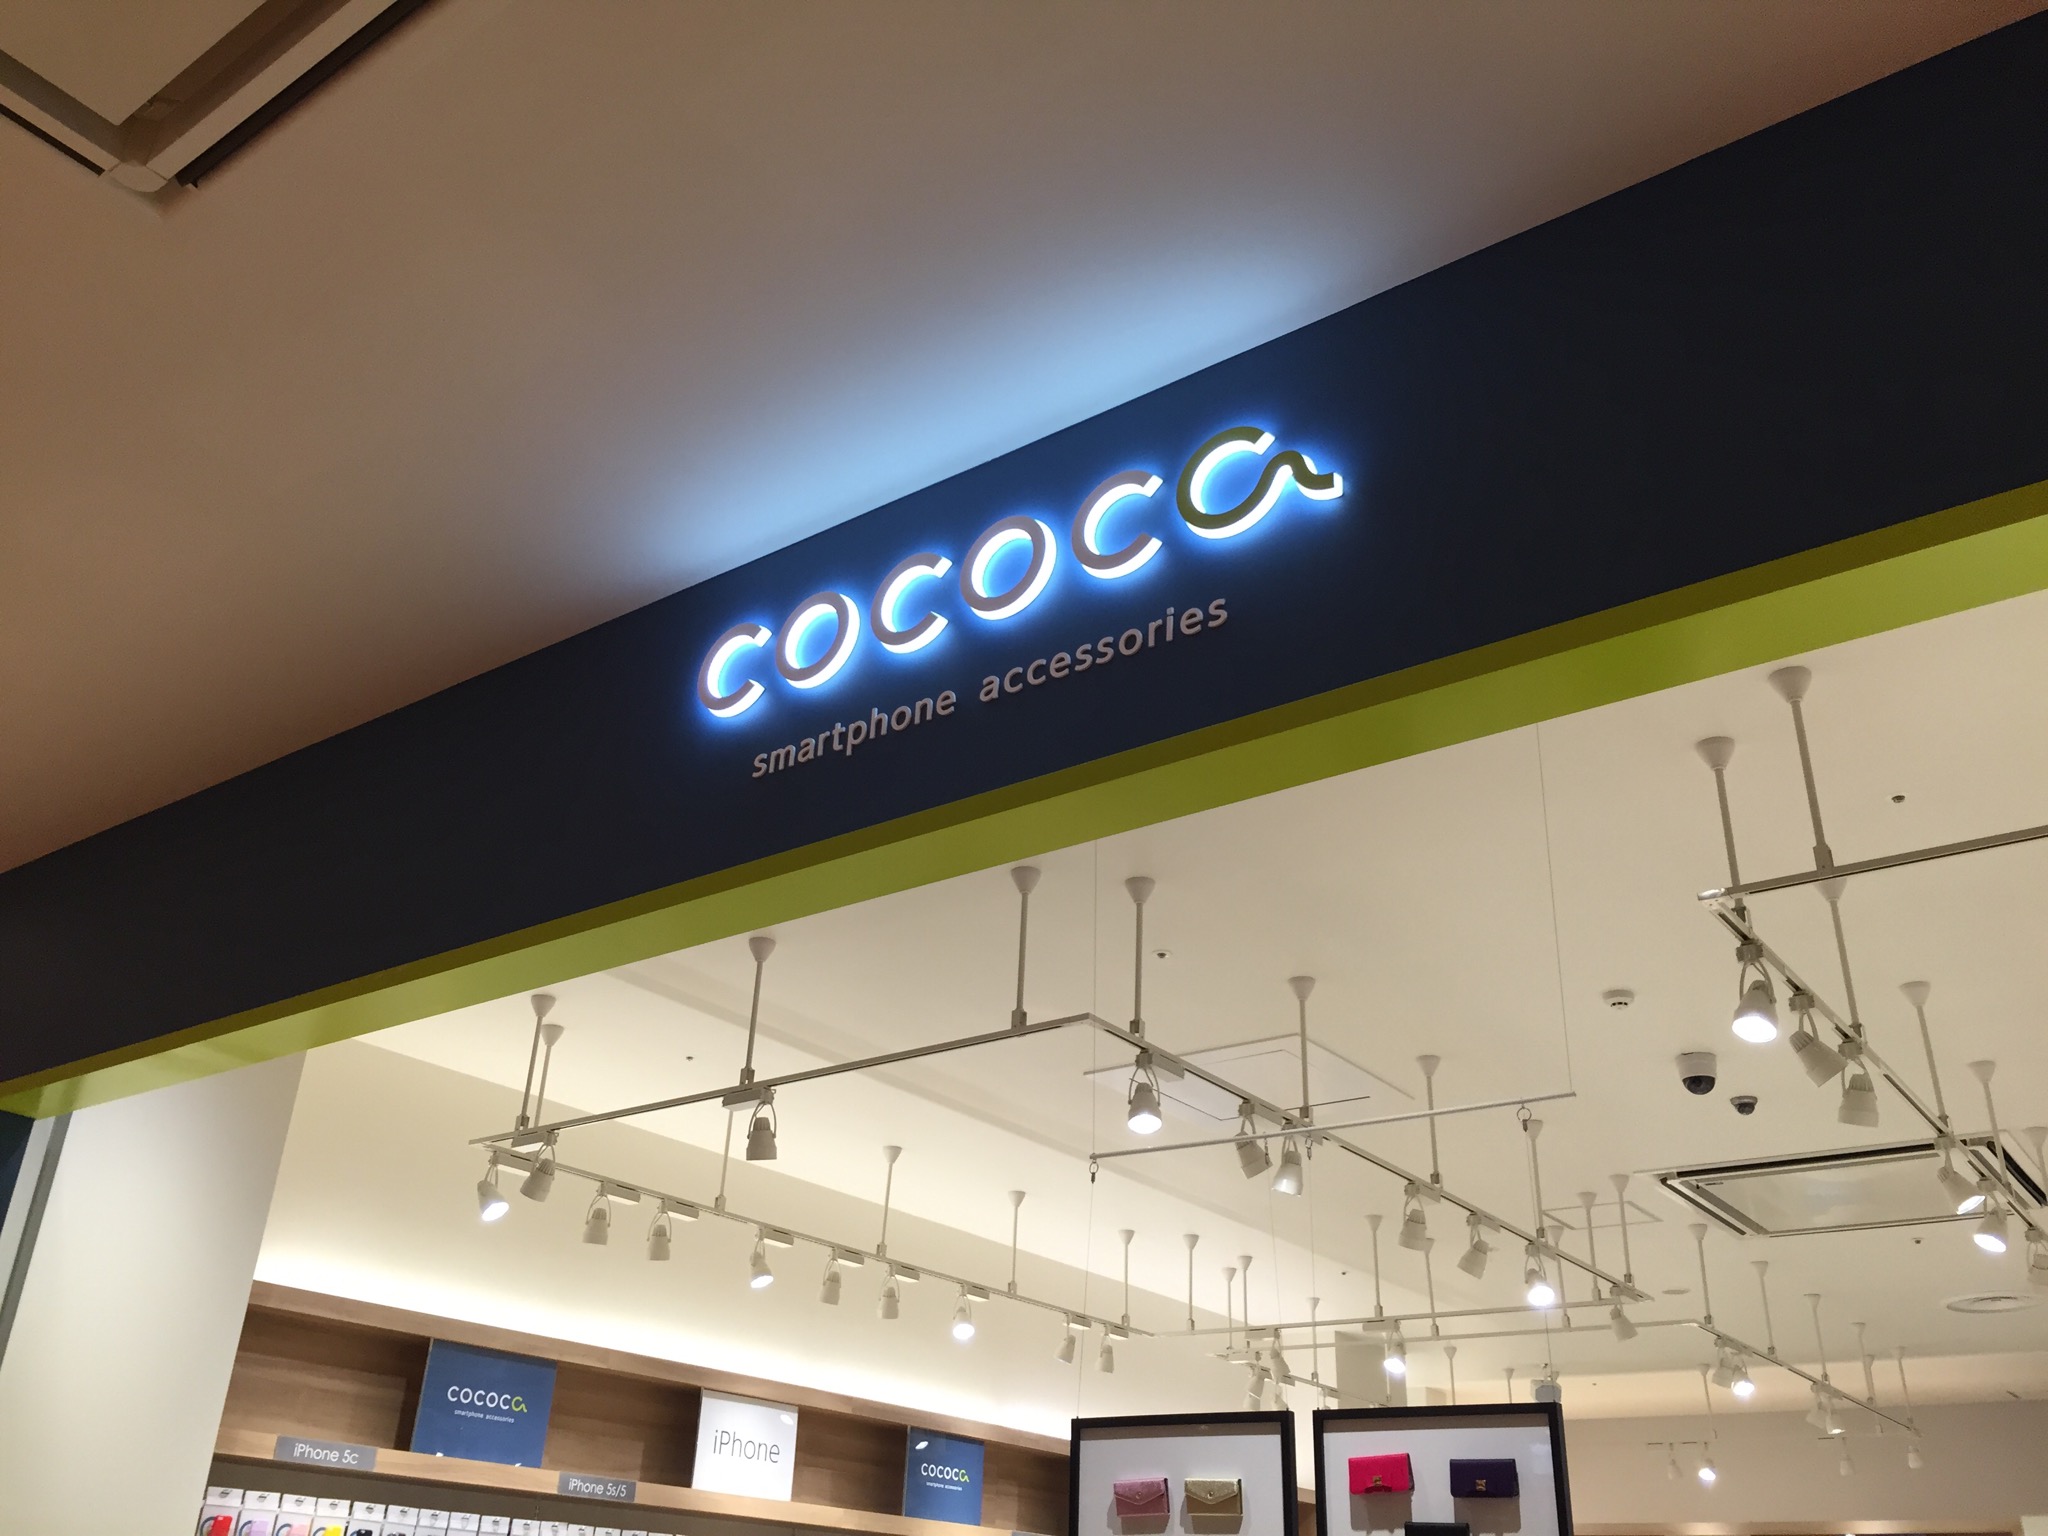 cococa
smartphone accessories
cococa
smartphone accessories
iPhone
cococa
smartphone accessories
iPhone 5c
iPhone 5s/5